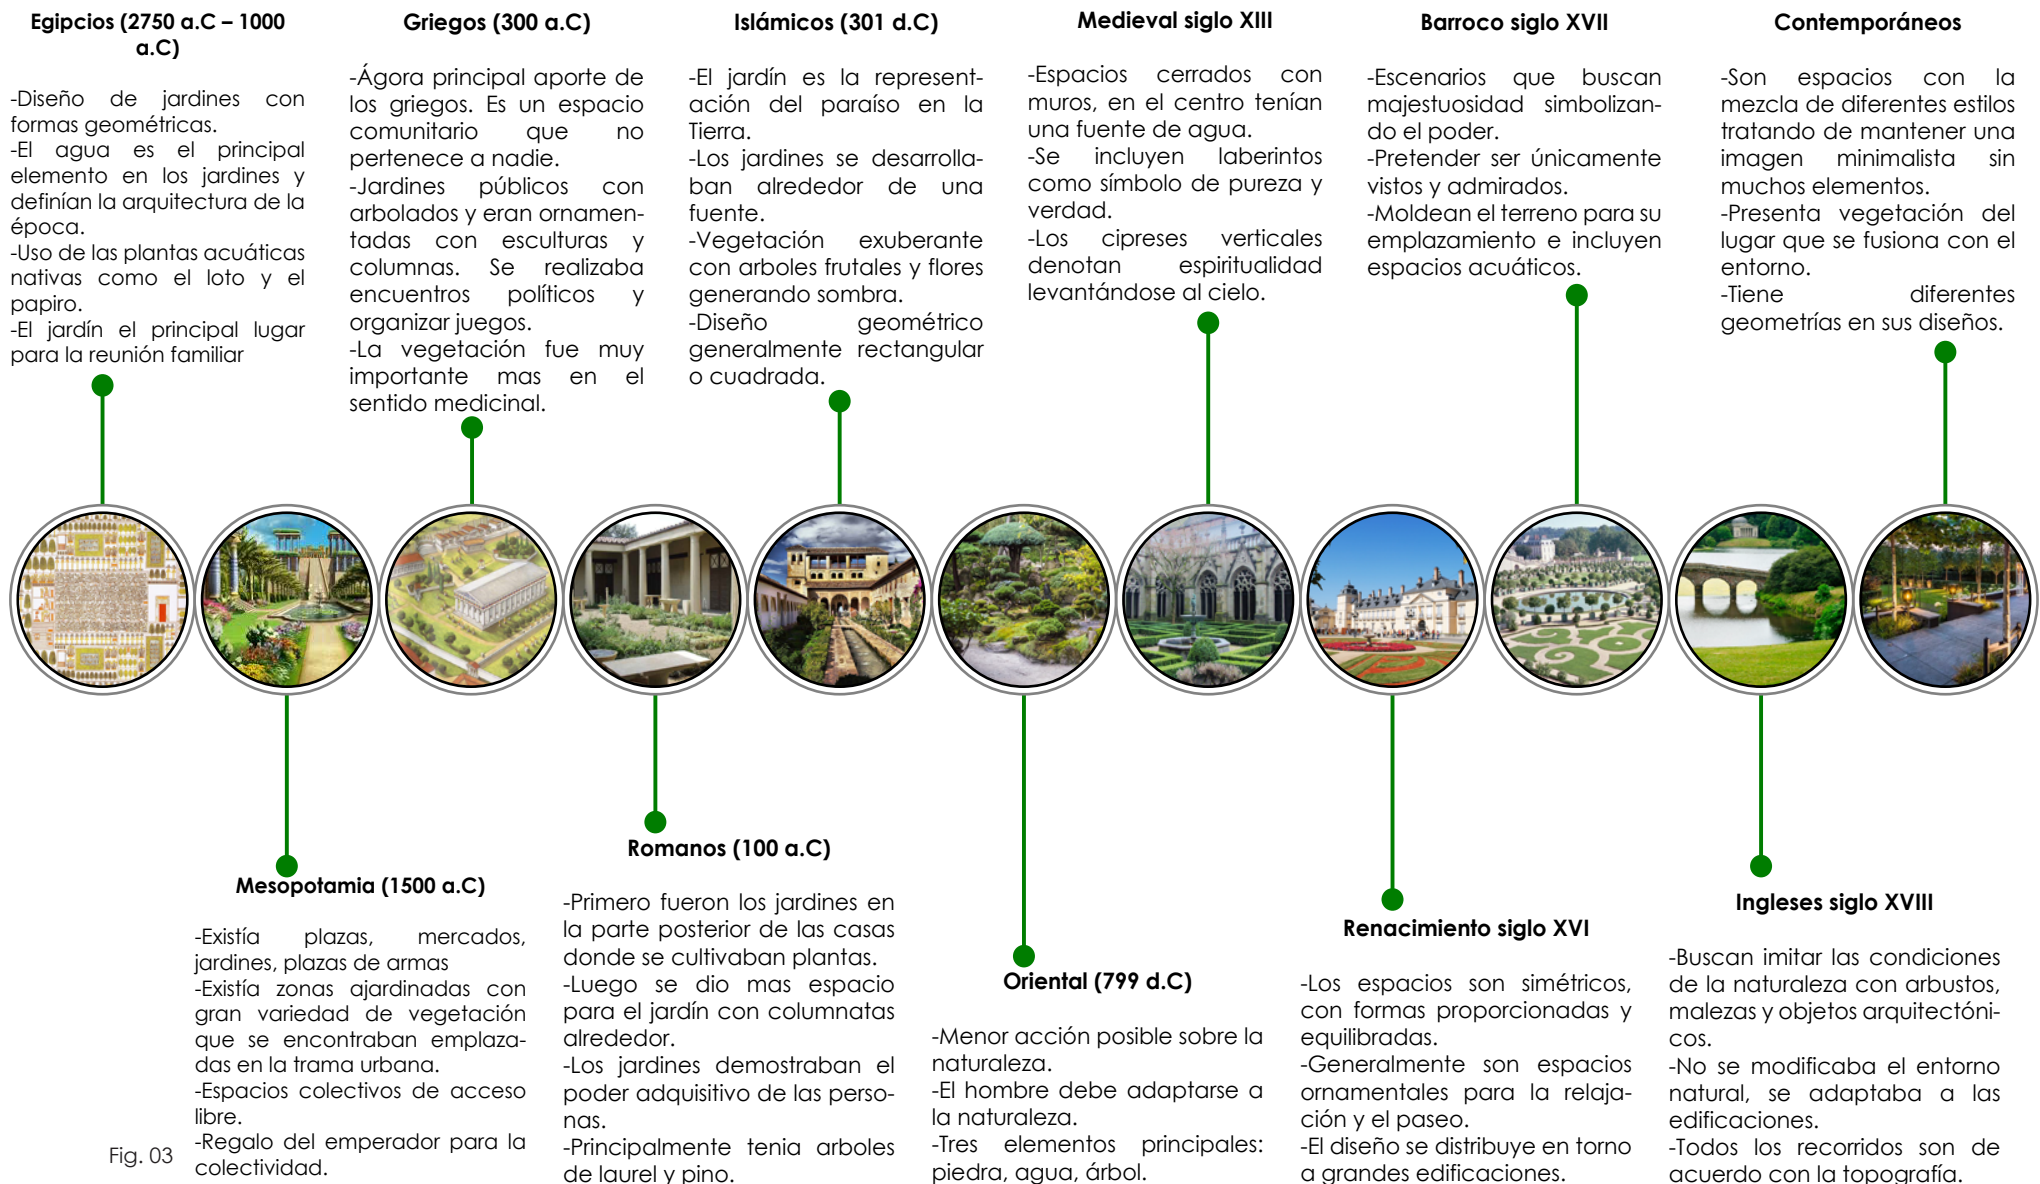 Egipcios (2750 a.C – 1000
a.C)
-Diseño de jardines con
formas geométricas.
-El agua es el principal
elemento en los jardines y
definían la arquitectura de la
época.
-Uso de las plantas acuáticas
nativas como el loto y el
papiro.
-El jardín el principal lugar
para la reunión familiar
Griegos (300 a.C)
-Ágora principal aporte de
los griegos. Es un espacio
comunitario que no
pertenece a nadie.
-Jardines públicos con
arbolados y eran ornamen-
tadas con esculturas y
columnas. Se realizaba
encuentros políticos y
organizar juegos.
-La vegetación fue muy
importante mas en el
sentido medicinal.
Islámicos (301 d.C)
-El jardín es la represent-
ación del paraíso en la
Tierra.
-Los jardines se desarrolla-
ban alrededor de una
fuente.
-Vegetación exuberante
con arboles frutales y flores
generando sombra.
-Diseño geométrico
generalmente rectangular
o cuadrada.
Medieval siglo XIII
-Espacios cerrados con
muros, en el centro tenían
una fuente de agua.
-Se incluyen laberintos
como símbolo de pureza y
verdad.
-Los cipreses verticales
denotan espiritualidad
levantándose al cielo.
Barroco siglo XVII
-Escenarios que buscan
majestuosidad simbolizan-
do el poder.
-Pretender ser únicamente
vistos y admirados.
-Moldean el terreno para su
emplazamiento e incluyen
espacios acuáticos.
Contemporáneos
-Son espacios con la
mezcla de diferentes estilos
tratando de mantener una
imagen minimalista sin
muchos elementos.
-Presenta vegetación del
lugar que se fusiona con el
entorno.
-Tiene diferentes
geometrías en sus diseños.
Mesopotamia (1500 a.C)
-Existía plazas, mercados,
jardines, plazas de armas
-Existía zonas ajardinadas con
gran variedad de vegetación
que se encontraban emplaza-
das en la trama urbana.
-Espacios colectivos de acceso
libre.
-Regalo del emperador para la
colectividad.
Romanos (100 a.C)
-Primero fueron los jardines en
la parte posterior de las casas
donde se cultivaban plantas.
-Luego se dio mas espacio
para el jardín con columnatas
alrededor.
-Los jardines demostraban el
poder adquisitivo de las perso-
nas.
-Principalmente tenia arboles
de laurel y pino.
Oriental (799 d.C)
-Menor acción posible sobre la
naturaleza.
-El hombre debe adaptarse a
la naturaleza.
-Tres elementos principales:
piedra, agua, árbol.
Renacimiento siglo XVI
-Los espacios son simétricos,
con formas proporcionadas y
equilibradas.
-Generalmente son espacios
ornamentales para la relaja-
ción y el paseo.
-El diseño se distribuye en torno
a grandes edificaciones.
Ingleses siglo XVIII
-Buscan imitar las condiciones
de la naturaleza con arbustos,
malezas y objetos arquitectóni-
cos.
-No se modificaba el entorno
natural, se adaptaba a las
edificaciones.
-Todos los recorridos son de
acuerdo con la topografía.
Fig. 03